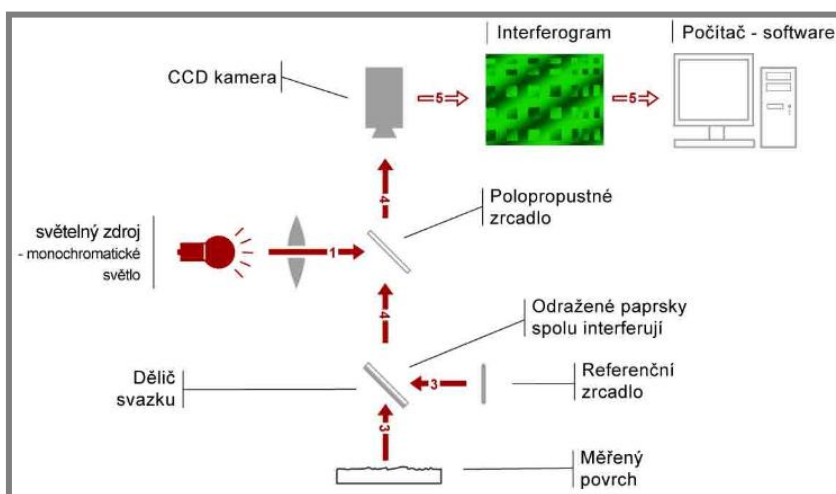 Interferogram
Počítač - software
CCD kamera
5
5
4
Polopropustné
zrcadlo
světelný zdroj
- monochromatické
světlo
1
4
Odražené paprsky
spolu interferují
Dělič
svazku
3
Referenční
zrcadlo
3
Měřený
povrch